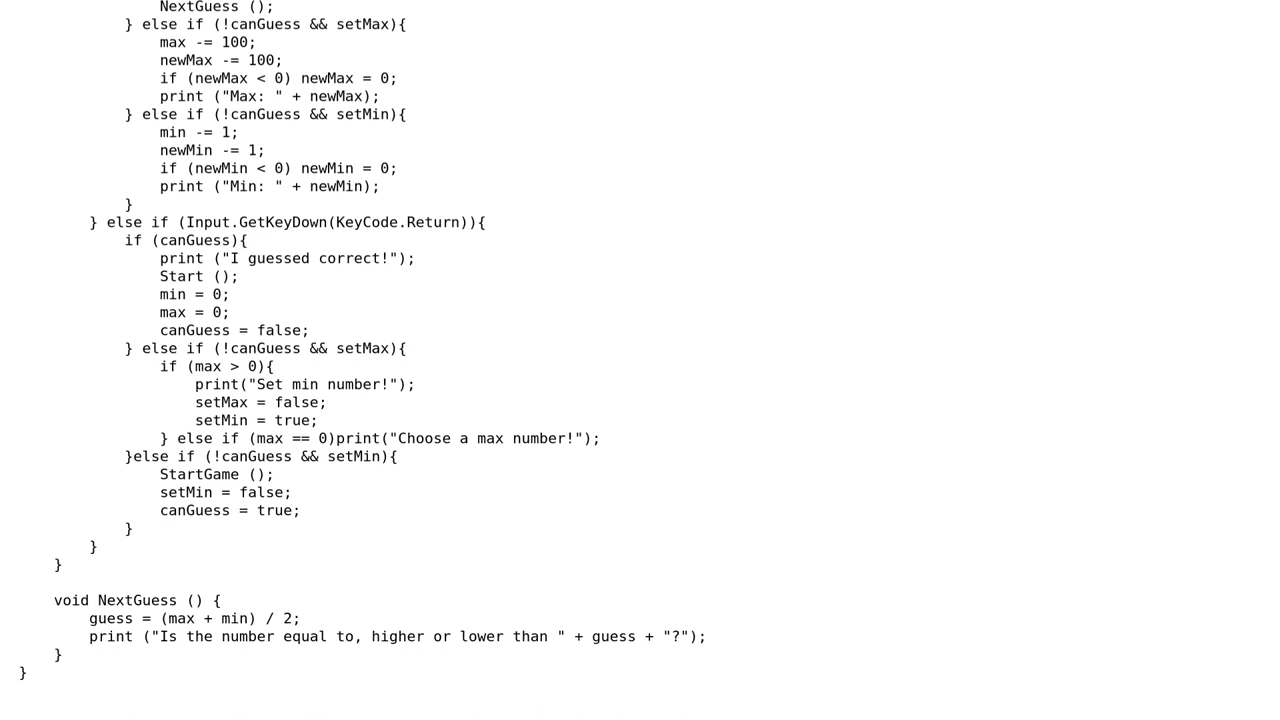 NextGuess ();
} else if (!canGuess && setMax){
max -= 100;
newMax -= 100;
if (newMax < 0) newMax = 0;
print ("Max: " + newMax);
} else if (!canGuess && setMin){
min -= 1;
newMin -= 1;
if (newMin < 0) newMin = 0;
print ("Min: " + newMin);
}
} else if (Input.GetKeyDown(KeyCode.Return)){
if (canGuess){
print ("I guessed correct!");
Start ();
min = 0;
max = 0;
canGuess = false;
} else if (!canGuess && setMax){
if (max > 0){
print("Set min number!");
setMax = false;
setMin = true;
} else if (max == 0)print("Choose a max number!");
}else if (!canGuess && setMin){
StartGame ();
setMin = false;
canGuess = true;
}
}
}
void NextGuess () {
guess = (max + min) / 2;
print ("Is the number equal to, higher or lower than " + guess + "?");
}
}